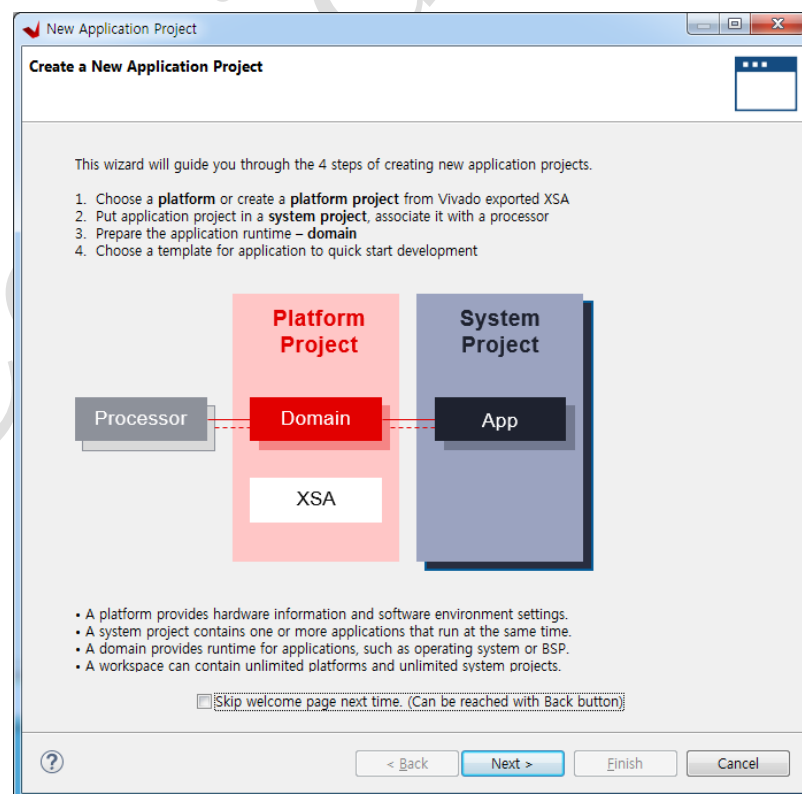 New Application Project
Create a New Application Project
This wizard will guide you through the 4 steps of creating new application projects.
1. Choose a platform or create a platform project from Vivado exported XSA
2. Put application project in a system project, associate it with a processor
3. Prepare the application runtime – domain
4. Choose a template for application to quick start development
Platform
Project
System
Project
Processor
Domain
App
XSA
• A platform provides hardware information and software environment settings.
• A system project contains one or more applications that run at the same time.
• A domain provides runtime for applications, such as operating system or BSP.
• A workspace can contain unlimited platforms and unlimited system projects.
Skip welcome page next time. (Can be reached with Back button)
? < Back Next > Finish Cancel